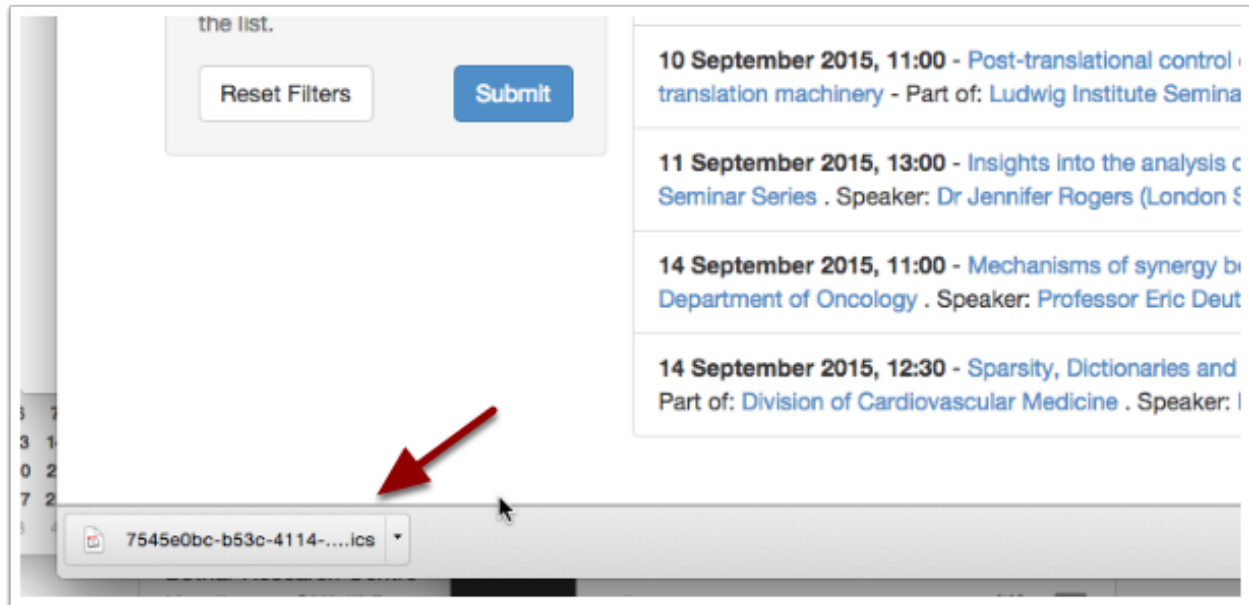 the list.
Reset Filters
Submit
10 September 2015, 11:00 - Post-translational control
translation machinery - Part of: Ludwig Institute Semina
11 September 2015, 13:00 - Insights into the analysis
Seminar Series . Speaker: Dr Jennifer Rogers (London
14 September 2015, 11:00 - Mechanisms of synergy
Department of Oncology . Speaker: Professor Eric Deut
14 September 2015, 12:30 - Sparsity, Dictionaries and
Part of: Division of Cardiovascular Medicine . Speaker:
7545e0bc-b53c-4114-....ics